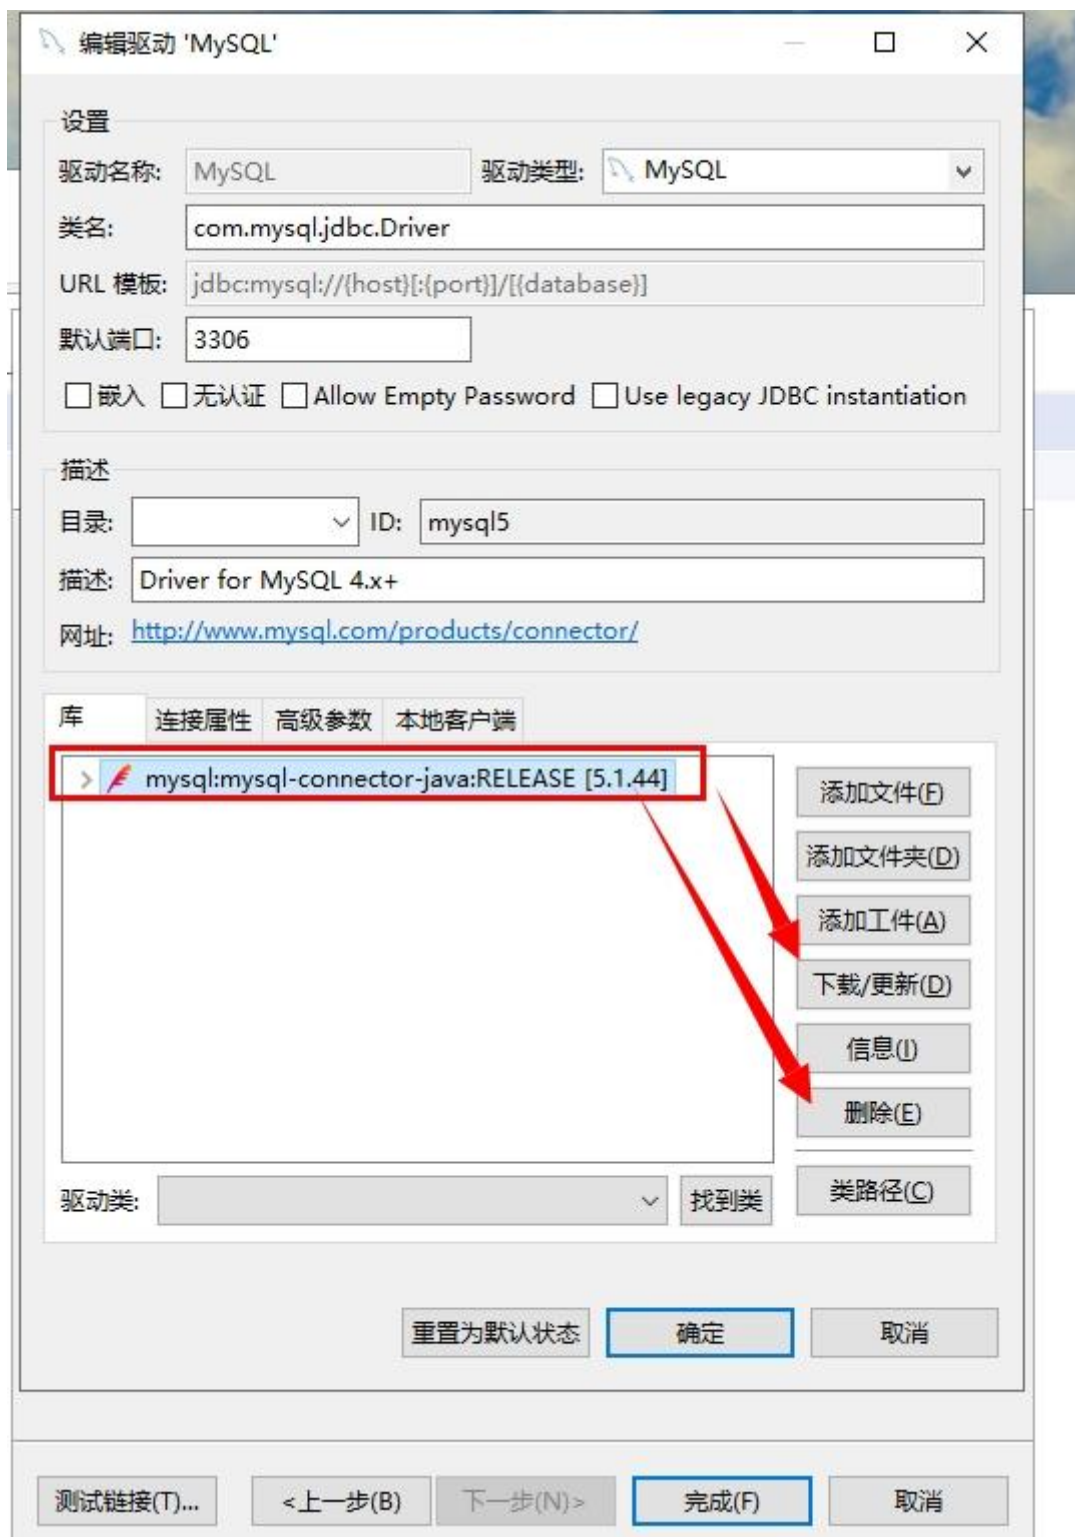 编辑驱动 'MySQL'
设置
驱动名称: MySQL 驱动类型: MySQL
类名: com.mysql.jdbc.Driver
URL 模板: jdbc:mysql://{host}[:{port}]/[{database}]
默认端口: 3306
嵌入 无认证 Allow Empty Password Use legacy JDBC instantiation
描述
目录: ID: mysql5
描述: Driver for MySQL 4.x+
网址: http://www.mysql.com/products/connector/
库 连接属性 高级参数 本地客户端
mysql:mysql-connector-java:RELEASE [5.1.44]
添加文件(F)
添加文件夹(D)
添加工件(A)
下载/更新(D)
信息(I)
删除(E)
类路径(C)
驱动类: 找到类
重置为默认状态 确定 取消
测试链接(T)... <上一步(B) 下一步(N)> 完成(F) 取消